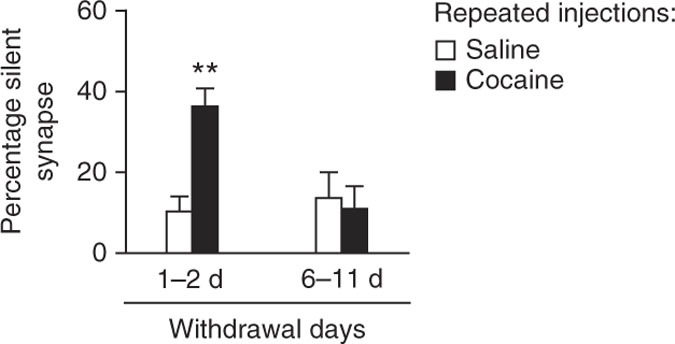 Repeated injections:
Saline
Cocaine
Percentage silent
synapse
60
40
20
0
**
1–2 d
6–11 d
Withdrawal days